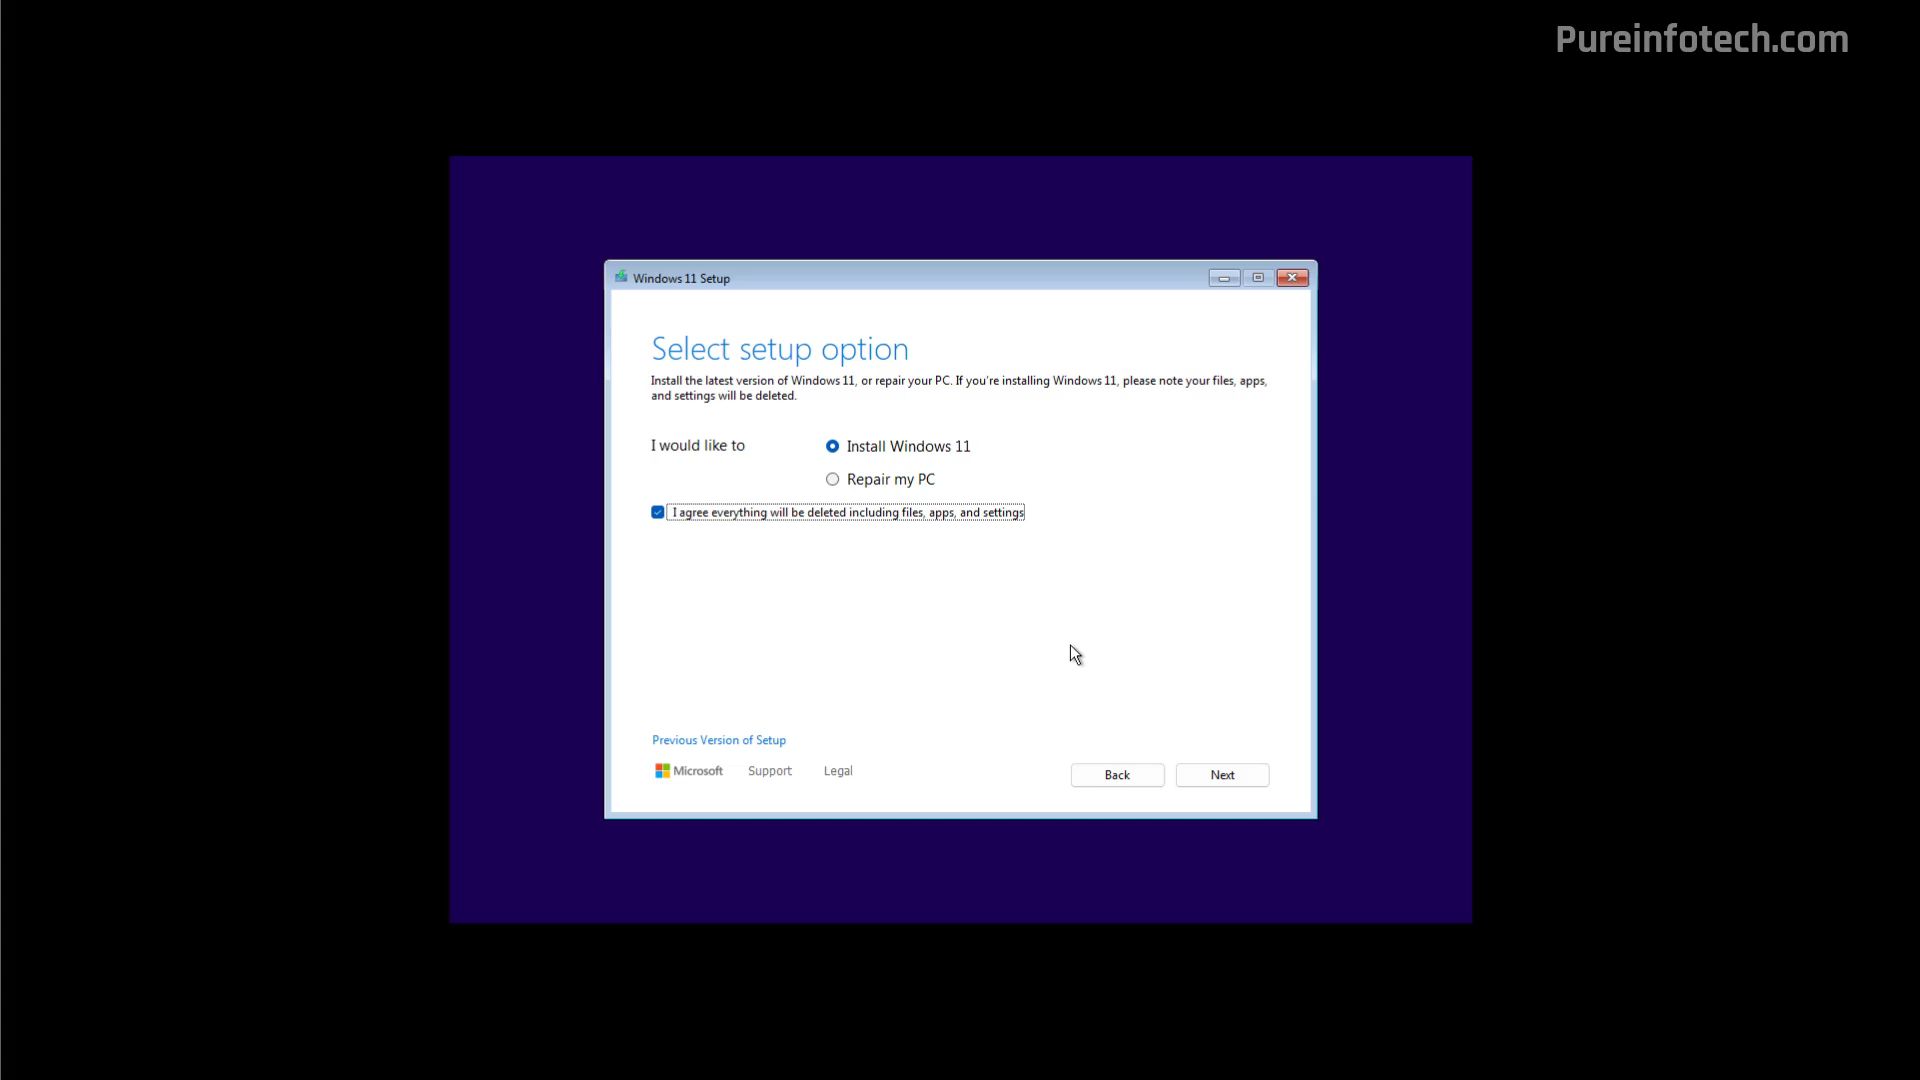 Pureinfotech.com
Windows 11 Setup
Select setup option
Install the latest version of Windows 11, or repair your PC. If you're installing Windows 11, please note your files, apps,
and settings will be deleted.
I would like to
Install Windows 11
Repair my PC
I agree everything will be deleted including files, apps, and settings
Previous Version of Setup
Microsoft Support Legal
Back Next